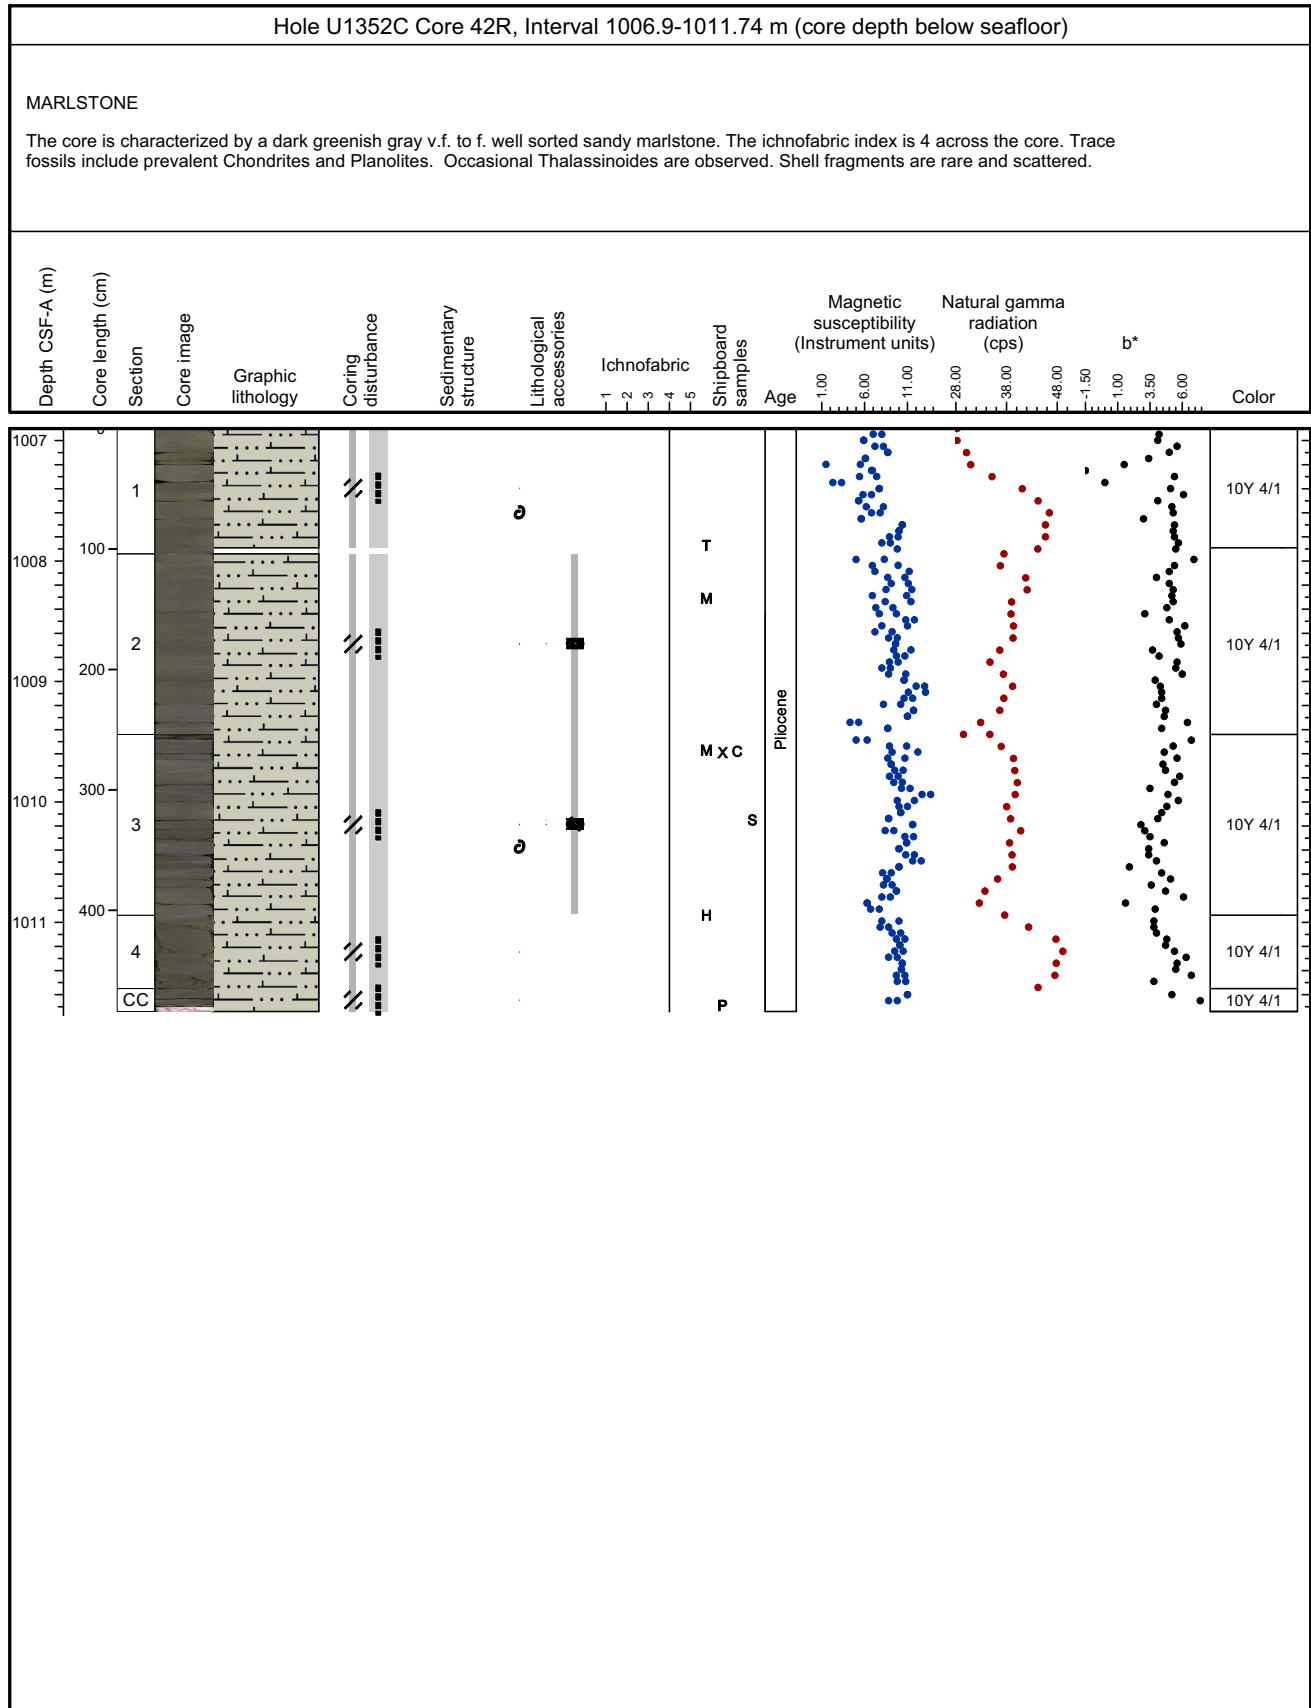 Hole U1352C Core 42R, Interval 1006.9-1011.74 m (core depth below seafloor)
MARLSTONE
The core is characterized by a dark greenish gray v.f. to f. well sorted sandy marlstone. The ichnofabric index is 4 across the core. Trace
fossils include prevalent Chondrites and Planolites. Occasional Thalassinoides are observed. Shell fragments are rare and scattered.
Depth CSF-A (m)
Core length (cm)
Section
Core image
Graphic
lithology
Coring
disturbance
Sedimentary
structure
Lithological
accessories
Ichnofabric
1 2 3 4 5
Shipboard
samples
Age
Magnetic
susceptibility
(Instrument units)
-1.00 6.00 11.00
Natural gamma
radiation
(cps)
28.00 38.00 48.00
b*
-1.50 1.00 3.50 6.00
Color
0
1007
1
10Y 4/1
T
100
1008
M
2
10Y 4/1
200
1009
Pliocene
M X C
300
1010
S
3
10Y 4/1
400
H
1011
4
10Y 4/1
CC
P
10Y 4/1